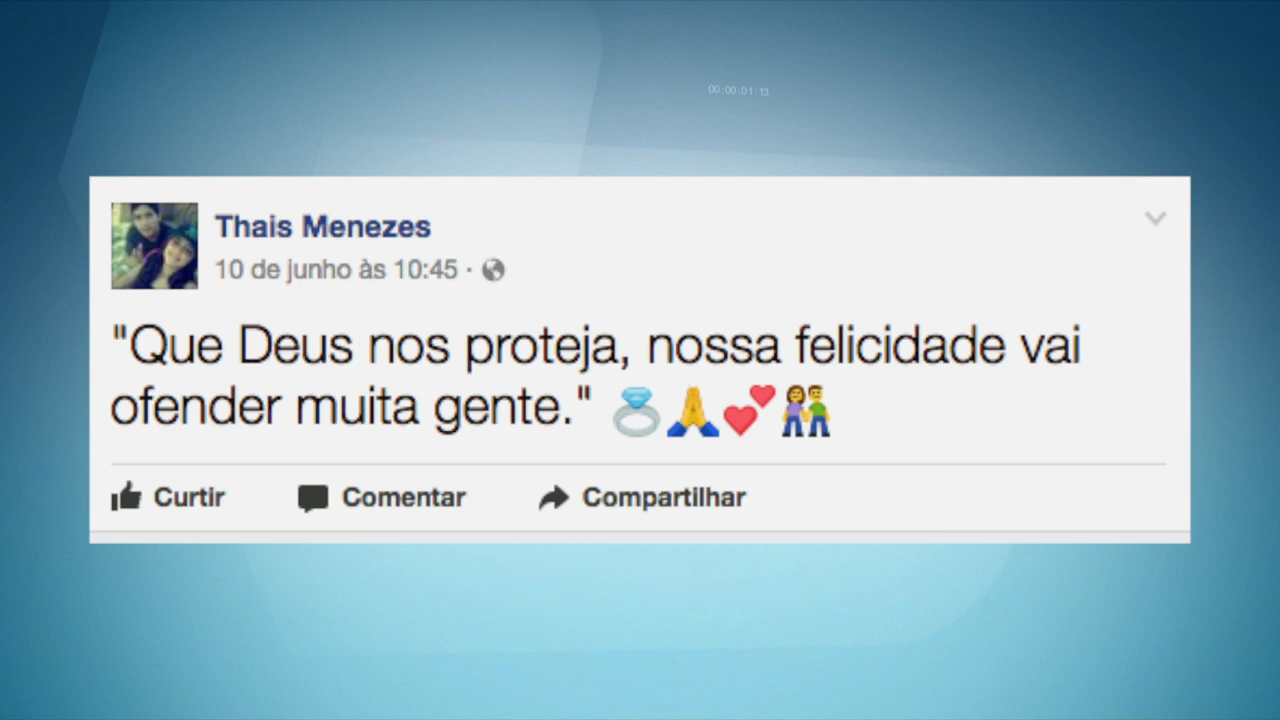 00:00:01:13
Thais Menezes
10 de junho às 10:45 ·
"Que Deus nos proteja, nossa felicidade vai
ofender muita gente." 💍🙏💕👫
Curtir Comentar Compartilhar